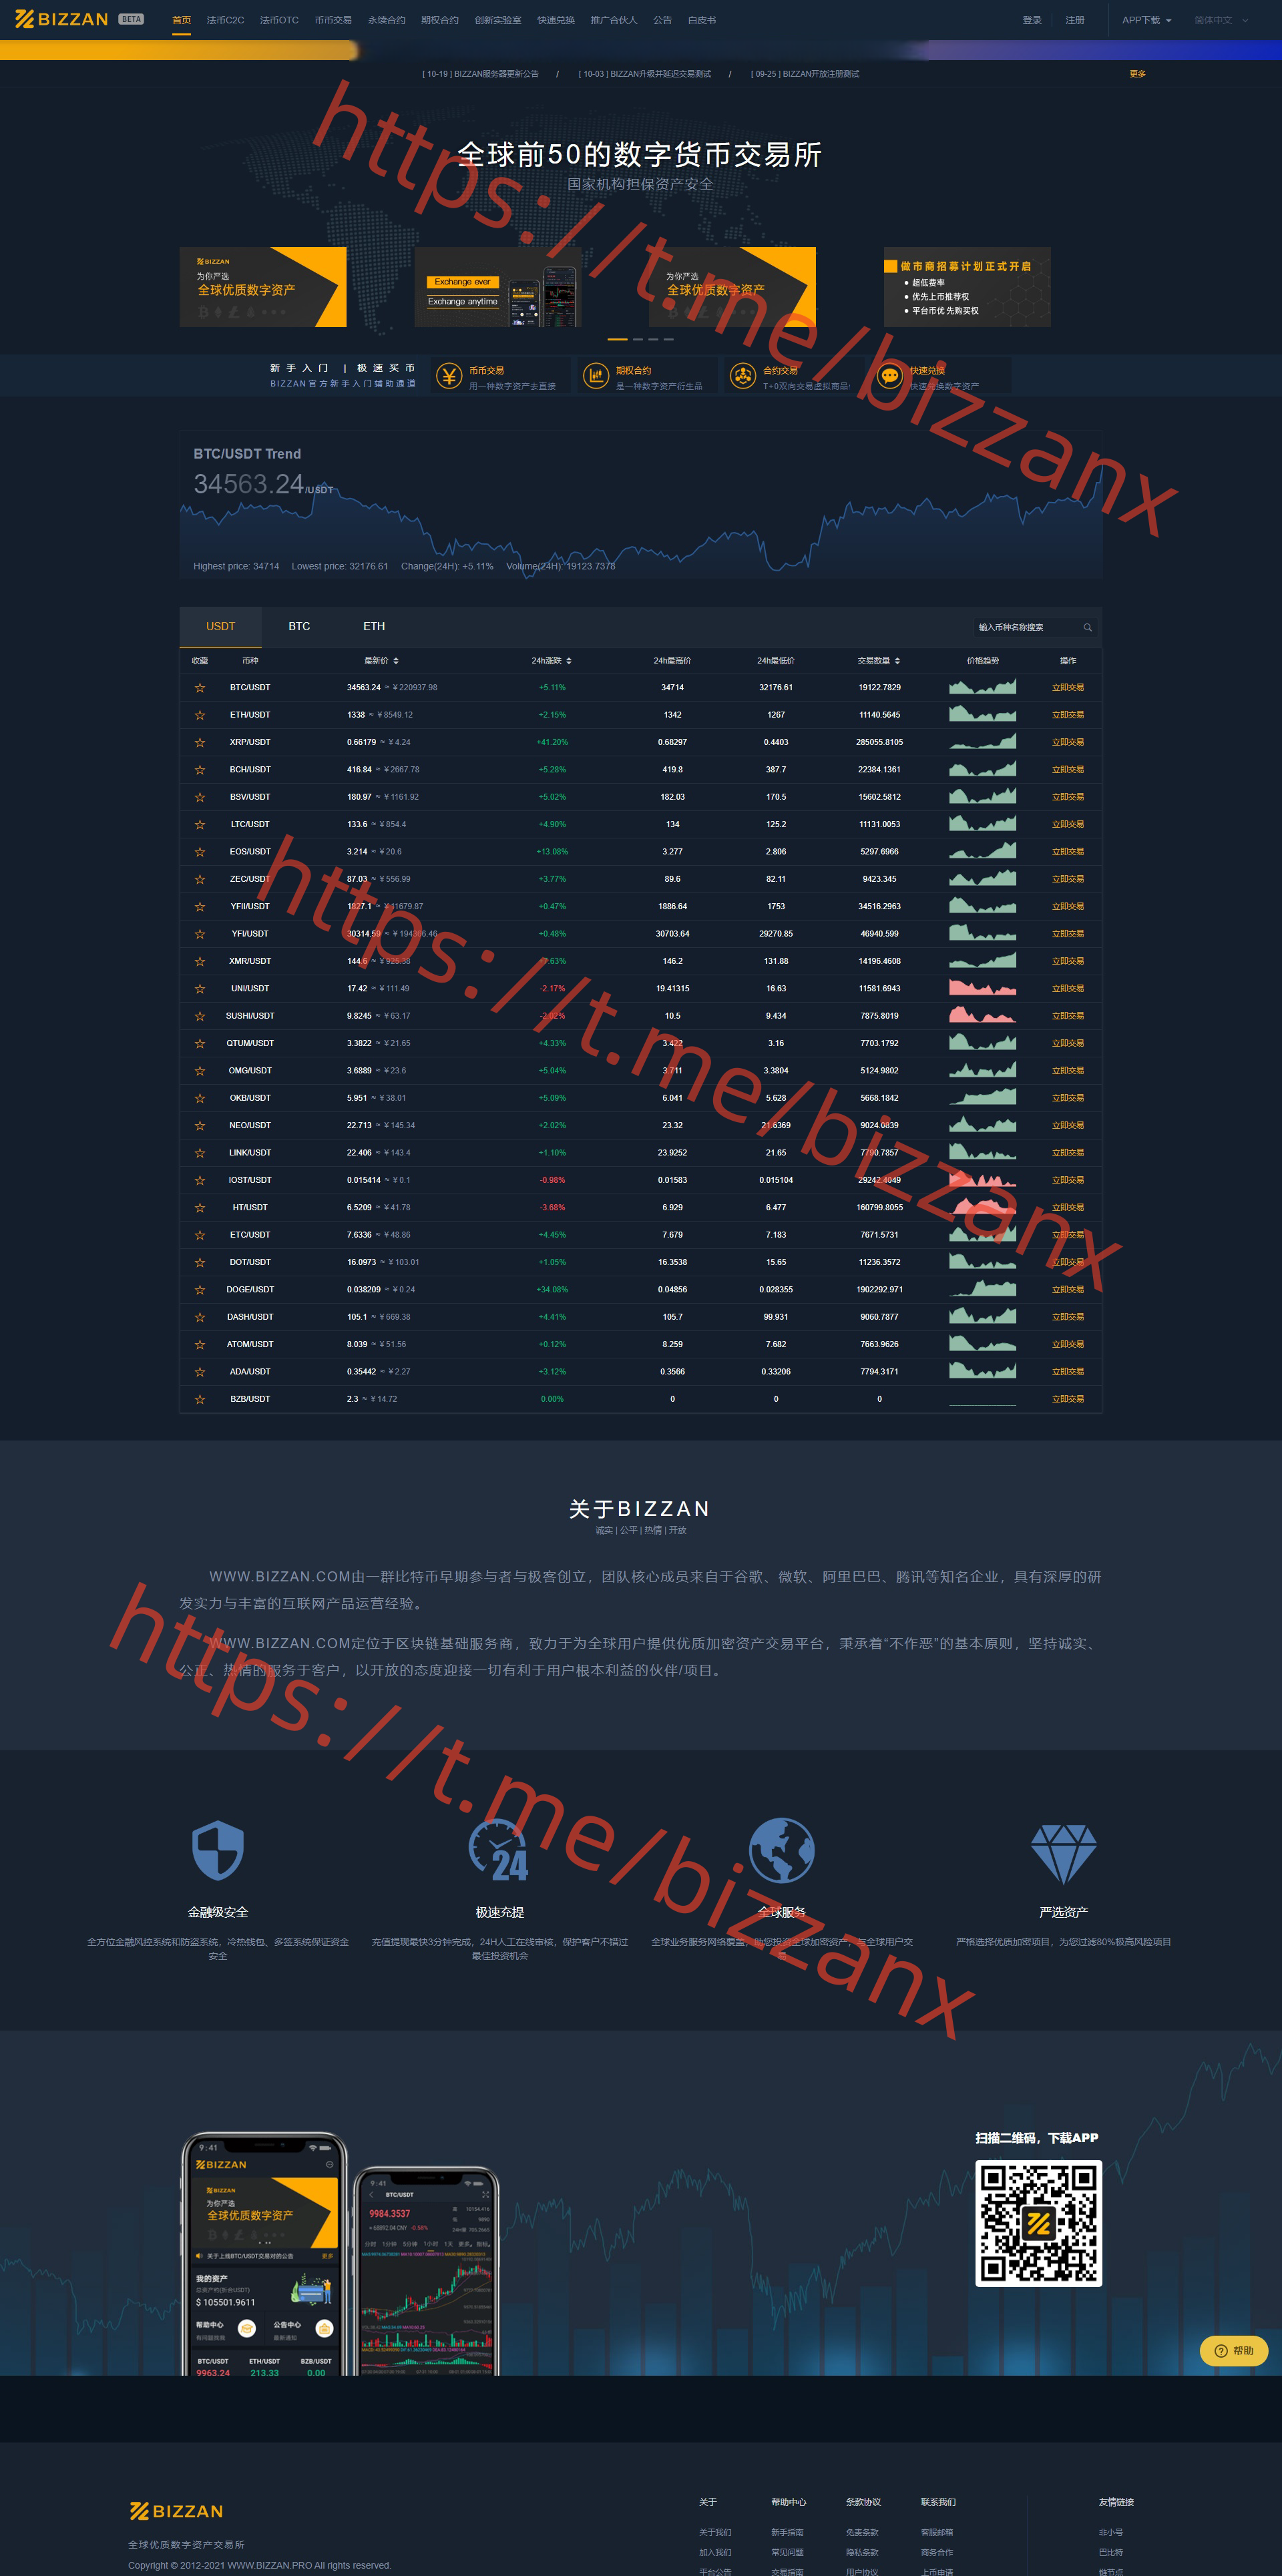 BIZZAN BETA 首页 法币C2C 法币OTC 币币交易 永续合约 期权合约 创新实验室 快速兑换 推广合伙人 公告 白皮书 登录 注册 APP下载 简体中文
[ 10-19 ] BIZZAN服务器更新公告 / [ 10-03 ] BIZZAN升级并延迟交易测试 / [ 09-25 ] BIZZAN开放注册测试 更多
全球前50的数字货币交易所
国家机构担保资产安全
https://t.me/bizzanx
BIZZAN
为你严选
全球优质数字资产
Exchange ever
Exchange anytime
为你严选
全球优质数字资产
做市商招募计划正式开启
超低费率
优先上币推荐权
平台币优先购买权
新手入门 | 极速买币
BIZZAN官方新手入门辅助通道
币币交易
用一种数字资产去直接
期权合约
是一种数字资产衍生品
合约交易
T+0双向交易虚拟商品
快速兑换
快速兑换数字资产
BTC/USDT Trend
34563.24/USDT
Highest price: 34714 Lowest price: 32176.61 Change(24H): +5.11% Volume(24H): 19123.7378
USDT BTC ETH 输入币种名称搜索
收藏 币种 最新价 24h涨跌 24h最高价 24h最低价 交易数量 价格趋势 操作
BTC/USDT 34563.24 ≈ ¥220937.98 +5.11% 34714 32176.61 19122.7829 立即交易
ETH/USDT 1338 ≈ ¥8549.12 +2.15% 1342 1267 11140.5645 立即交易
XRP/USDT 0.66179 ≈ ¥4.24 +41.20% 0.68297 0.4403 285055.8105 立即交易
BCH/USDT 416.84 ≈ ¥2667.78 +5.28% 419.8 387.7 22384.1361 立即交易
BSV/USDT 180.97 ≈ ¥1161.92 +5.02% 182.03 170.5 15602.5812 立即交易
LTC/USDT 133.6 ≈ ¥854.4 +4.90% 134 125.2 11131.0053 立即交易
EOS/USDT 3.214 ≈ ¥20.6 +13.08% 3.277 2.806 5297.6966 立即交易
ZEC/USDT 87.03 ≈ ¥556.99 +3.77% 89.6 82.11 9423.345 立即交易
YFII/USDT 1827.1 ≈ ¥11679.87 +0.47% 1886.64 1753 34516.2963 立即交易
YFI/USDT 30314.59 ≈ ¥194366.46 +0.48% 30703.64 29270.85 46940.599 立即交易
XMR/USDT 144.6 ≈ ¥925.38 146.2 131.88 14196.4608 立即交易
UNI/USDT 17.42 ≈ ¥111.49 -2.17% 19.41315 16.63 11581.6943 立即交易
SUSHI/USDT 9.8245 ≈ ¥63.17 -2.02% 10.5 9.434 7875.8019 立即交易
QTUM/USDT 3.3822 ≈ ¥21.65 +4.33% 3.422 3.16 7703.1792 立即交易
OMG/USDT 3.6889 ≈ ¥23.6 +5.04% 3.711 3.3804 5124.9802 立即交易
OKB/USDT 5.951 ≈ ¥38.01 +5.09% 6.041 5.628 5668.1842 立即交易
NEO/USDT 22.713 ≈ ¥145.34 +2.02% 23.32 21.6369 9024.0839 立即交易
LINK/USDT 22.406 ≈ ¥143.4 +1.10% 23.9252 21.65 7790.7857 立即交易
IOST/USDT 0.015414 ≈ ¥0.1 -0.98% 0.01583 0.015104 29242.4049 立即交易
HT/USDT 6.5209 ≈ ¥41.78 -3.68% 6.929 6.477 160799.8055 立即交易
ETC/USDT 7.6336 ≈ ¥48.86 +4.45% 7.679 7.183 7671.5731 立即交易
DOT/USDT 16.0973 ≈ ¥103.01 +1.05% 16.3538 15.65 11236.3572 立即交易
DOGE/USDT 0.038209 ≈ ¥0.24 +34.08% 0.04856 0.028355 1902292.971 立即交易
DASH/USDT 105.1 ≈ ¥669.38 +4.41% 105.7 99.931 9060.7877 立即交易
ATOM/USDT 8.039 ≈ ¥51.56 +0.12% 8.259 7.682 7663.9626 立即交易
ADA/USDT 0.35442 ≈ ¥2.27 +3.12% 0.3566 0.33206 7794.3171 立即交易
BZB/USDT 2.3 ≈ ¥14.72 0.00% 0 0 0 立即交易
https://t.me/bizzanx
关于BIZZAN
诚实 | 公平 | 热情 | 开放
WWW.BIZZAN.COM由一群比特币早期参与者与极客创立，团队核心成员来自于谷歌、微软、阿里巴巴、腾讯等知名企业，具有深厚的研
发实力与丰富的互联网产品运营经验。
WWW.BIZZAN.COM定位于区块链基础服务商，致力于为全球用户提供优质加密资产交易平台，秉承着“不作恶”的基本原则，坚持诚实、
公正、热情的服务于客户，以开放的态度迎接一切有利于用户根本利益的伙伴/项目。
https://t.me/bizzanx
24
金融级安全
全方位金融风控系统和防盗系统，冷热钱包、多签系统保证资金
安全
极速充提
充值提现最快3分钟完成，24H人工在线审核，保护客户不错过
最佳投资机会
全球服务
全球业务服务网络覆盖，助您投资全球加密资产，与全球用户交
易
严选资产
严格选择优质加密项目，为您过滤80%极高风险项目
扫描二维码，下载APP
9:41
BIZZAN
BIZZAN
为你严选
全球优质数字资产
关于上线BTC/USDT交易对的公告 更多
我的资产
总资产约(折合USDT)
$ 105501.9611
帮助中心
公告中心
最新通知
BTC/USDT ETH/USDT BZB/USDT
9963.24 213.33 0.00
9:41
BTC/USDT
9984.3537
≈ 68892.04 CNY -0.58%
分时 1分钟 5分钟 1小时 1天 更多 指标
帮助
BIZZAN
全球优质数字资产交易所
Copyright © 2012-2021 WWW.BIZZAN.PRO All rights reserved.
关于
关于我们
加入我们
平台公告
帮助中心
新手指南
常见问题
交易指南
条款协议
免责条款
隐私条款
用户协议
联系我们
客服邮箱
商务合作
上币申请
友情链接
非小号
巴比特
链节点